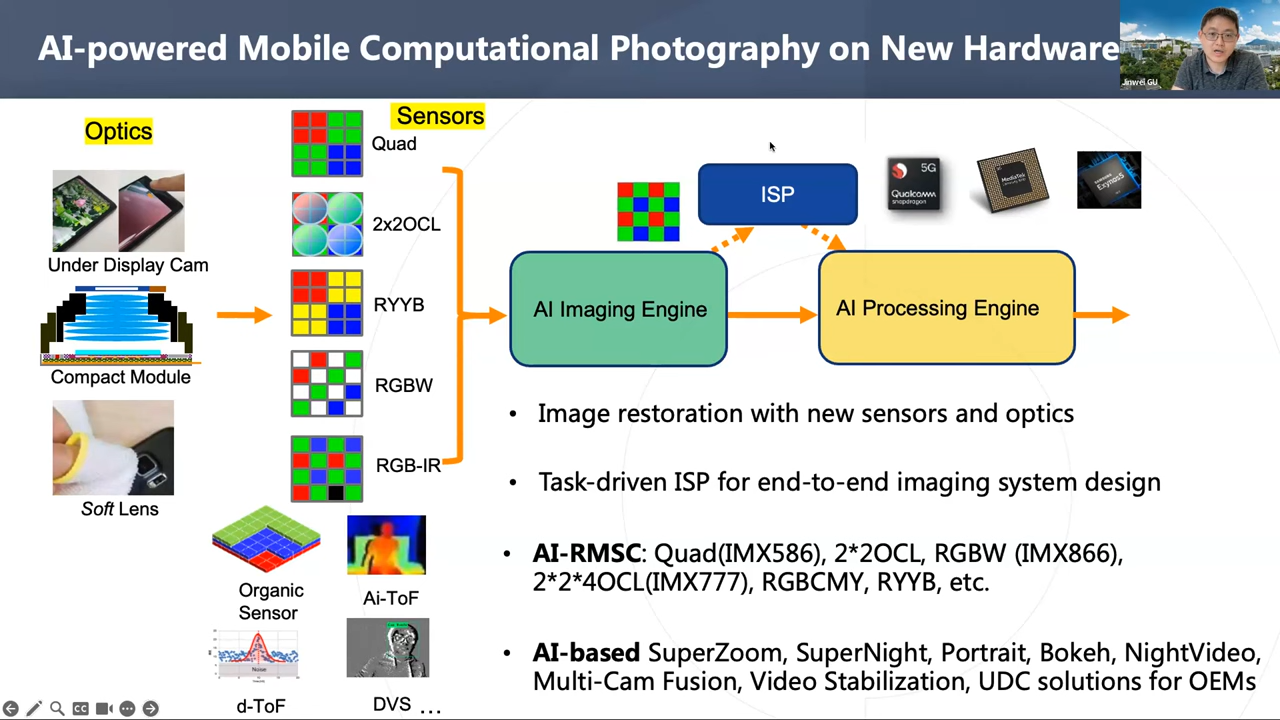 AI-powered Mobile Computational Photography on New Hardware
Jinwei GU
Optics
Sensors
Under Display Cam
Compact Module
Soft Lens
Quad
2x2OCL
RYYB
RGBW
RGB-IR
Organic
Sensor
Ai-ToF
Noise
d-ToF
DVS ...
AI Imaging Engine
ISP
AI Processing Engine
Qualcomm
snapdragon
5G
MEDIATEK
SAMSUNG
Exynos5
• Image restoration with new sensors and optics
• Task-driven ISP for end-to-end imaging system design
• AI-RMSC: Quad(IMX586), 2*2OCL, RGBW (IMX866),
2*2*4OCL(IMX777), RGBCMY, RYYB, etc.
• AI-based SuperZoom, SuperNight, Portrait, Bokeh, NightVideo,
Multi-Cam Fusion, Video Stabilization, UDC solutions for OEMs